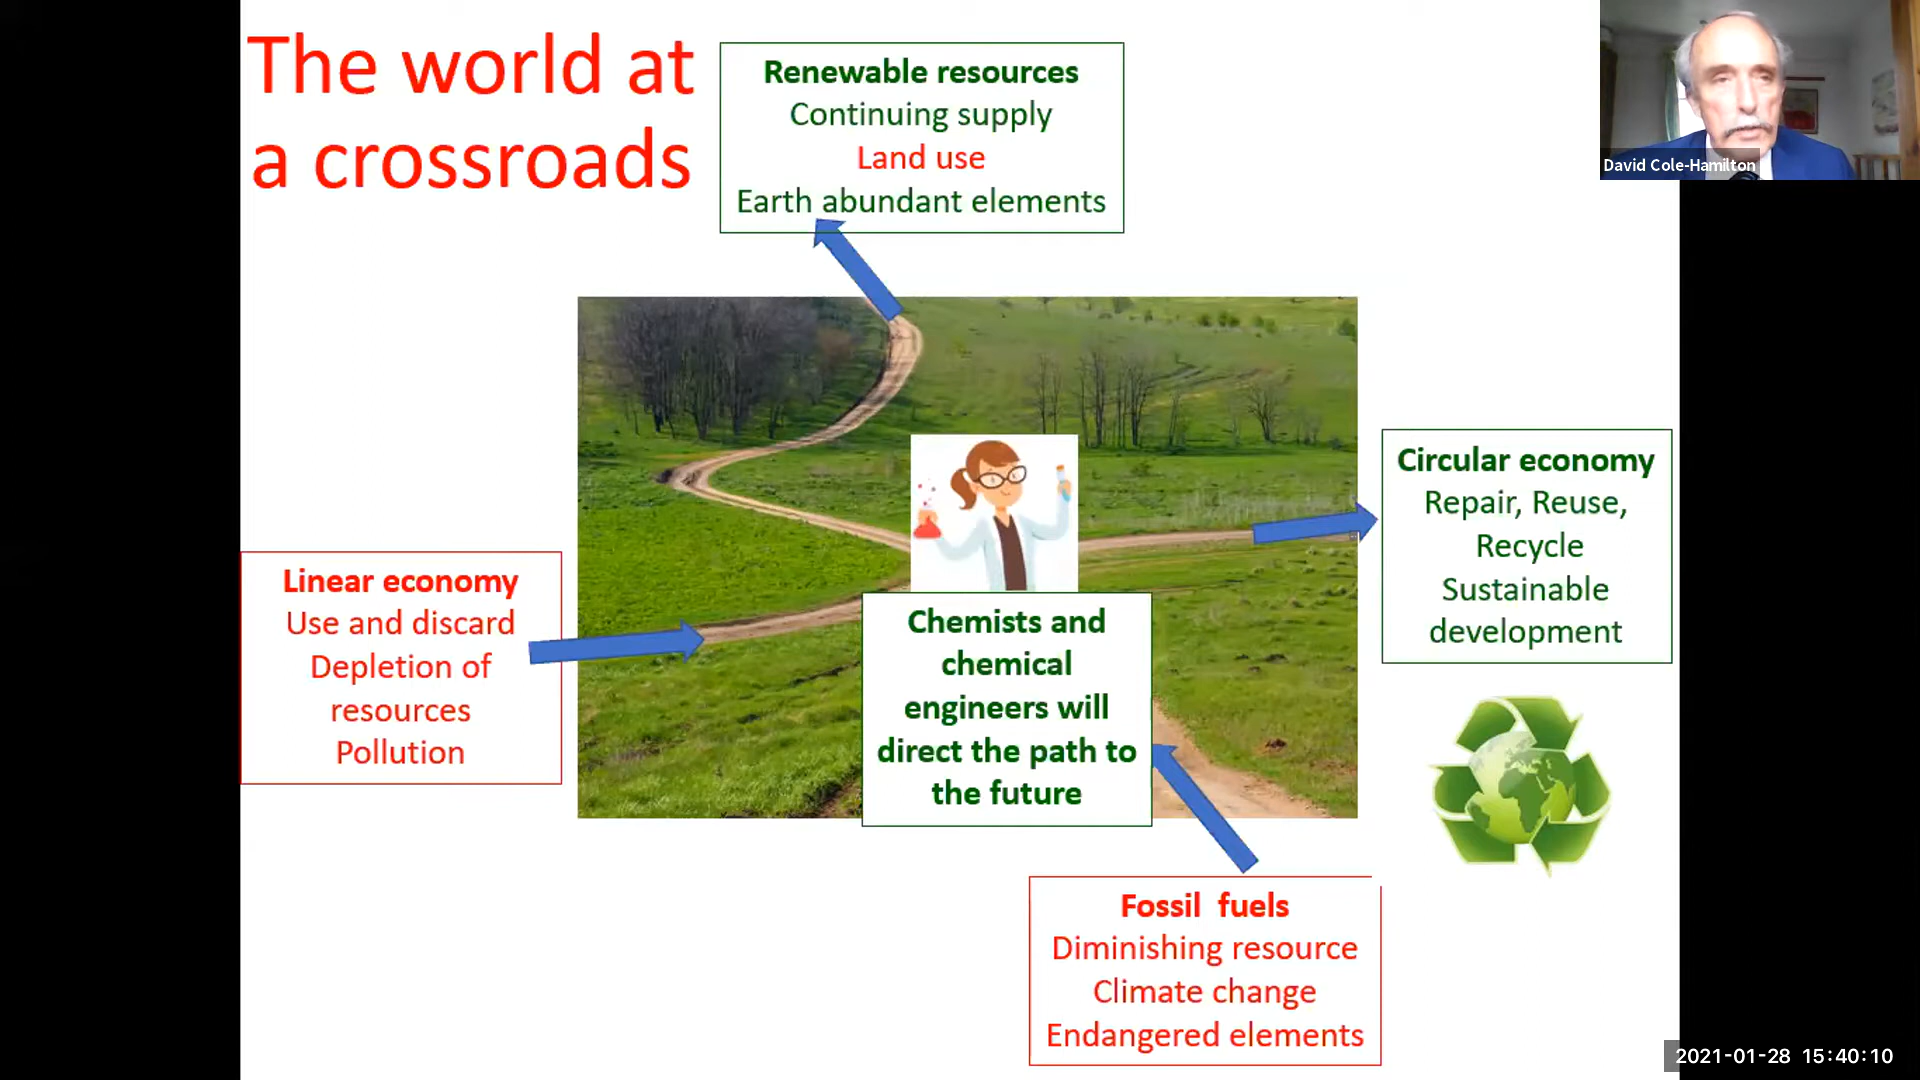 The world at
a crossroads
Renewable resources
Continuing supply
Land use
Earth abundant elements
David Cole-Hamilton
Circular economy
Repair, Reuse,
Recycle
Sustainable
development
Linear economy
Use and discard
Depletion of
resources
Pollution
Chemists and
chemical
engineers will
direct the path to
the future
Fossil  fuels
Diminishing resource
Climate change
Endangered elements
2021-01-28 15:40:10